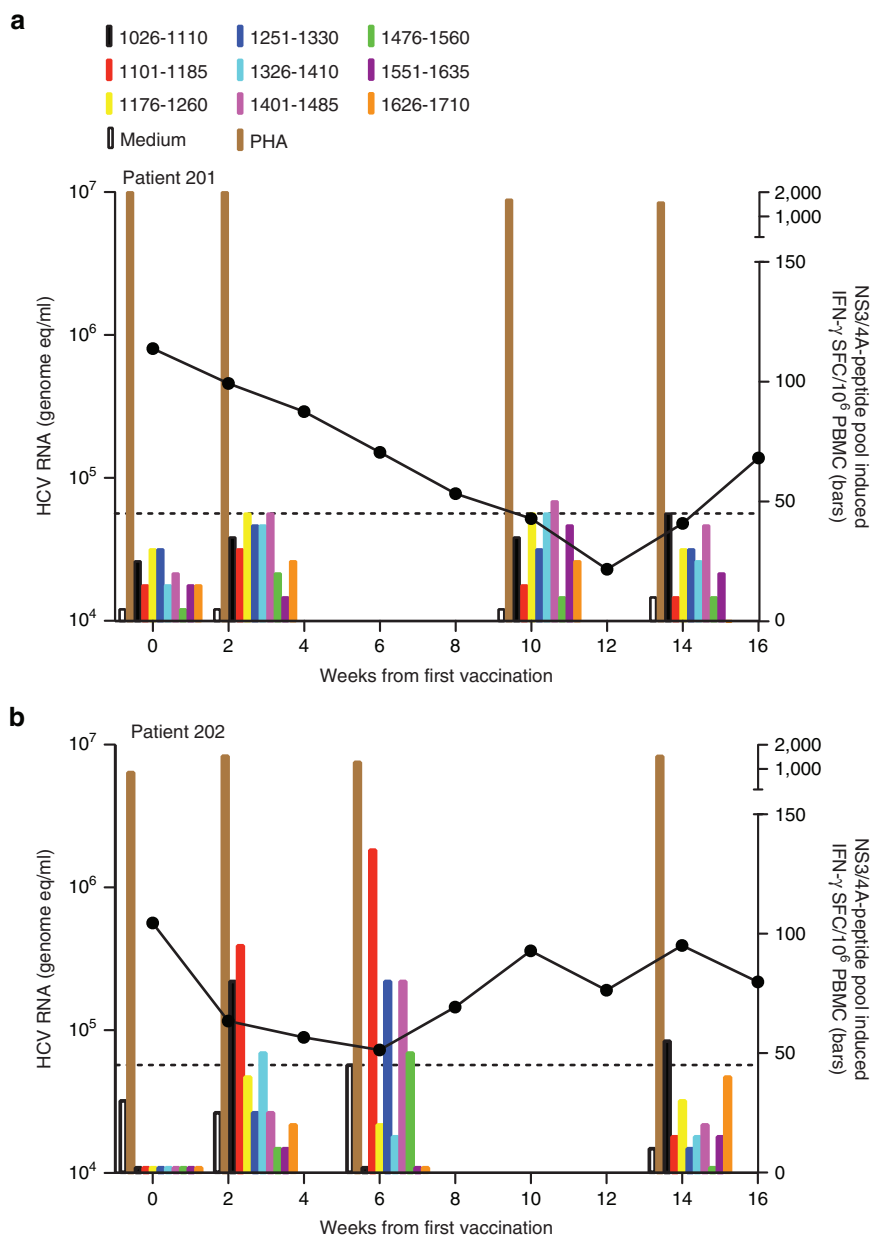 a
1026-1110 1251-1330 1476-1560
1101-1185 1326-1410 1551-1635
1176-1260 1401-1485 1626-1710
Medium PHA
Patient 201
10⁷
10⁶
10⁵
10⁴
HCV RNA (genome eq/ml)
2,000
1,000
150
100
50
0
NS3/4A-peptide pool induced
IFN-γ SFC/10⁶ PBMC (bars)
0 2 4 6 8 10 12 14 16
Weeks from first vaccination
b
Patient 202
10⁷
10⁶
10⁵
10⁴
HCV RNA (genome eq/ml)
2,000
1,000
150
100
50
0
NS3/4A-peptide pool induced
IFN-γ SFC/10⁶ PBMC (bars)
0 2 4 6 8 10 12 14 16
Weeks from first vaccination